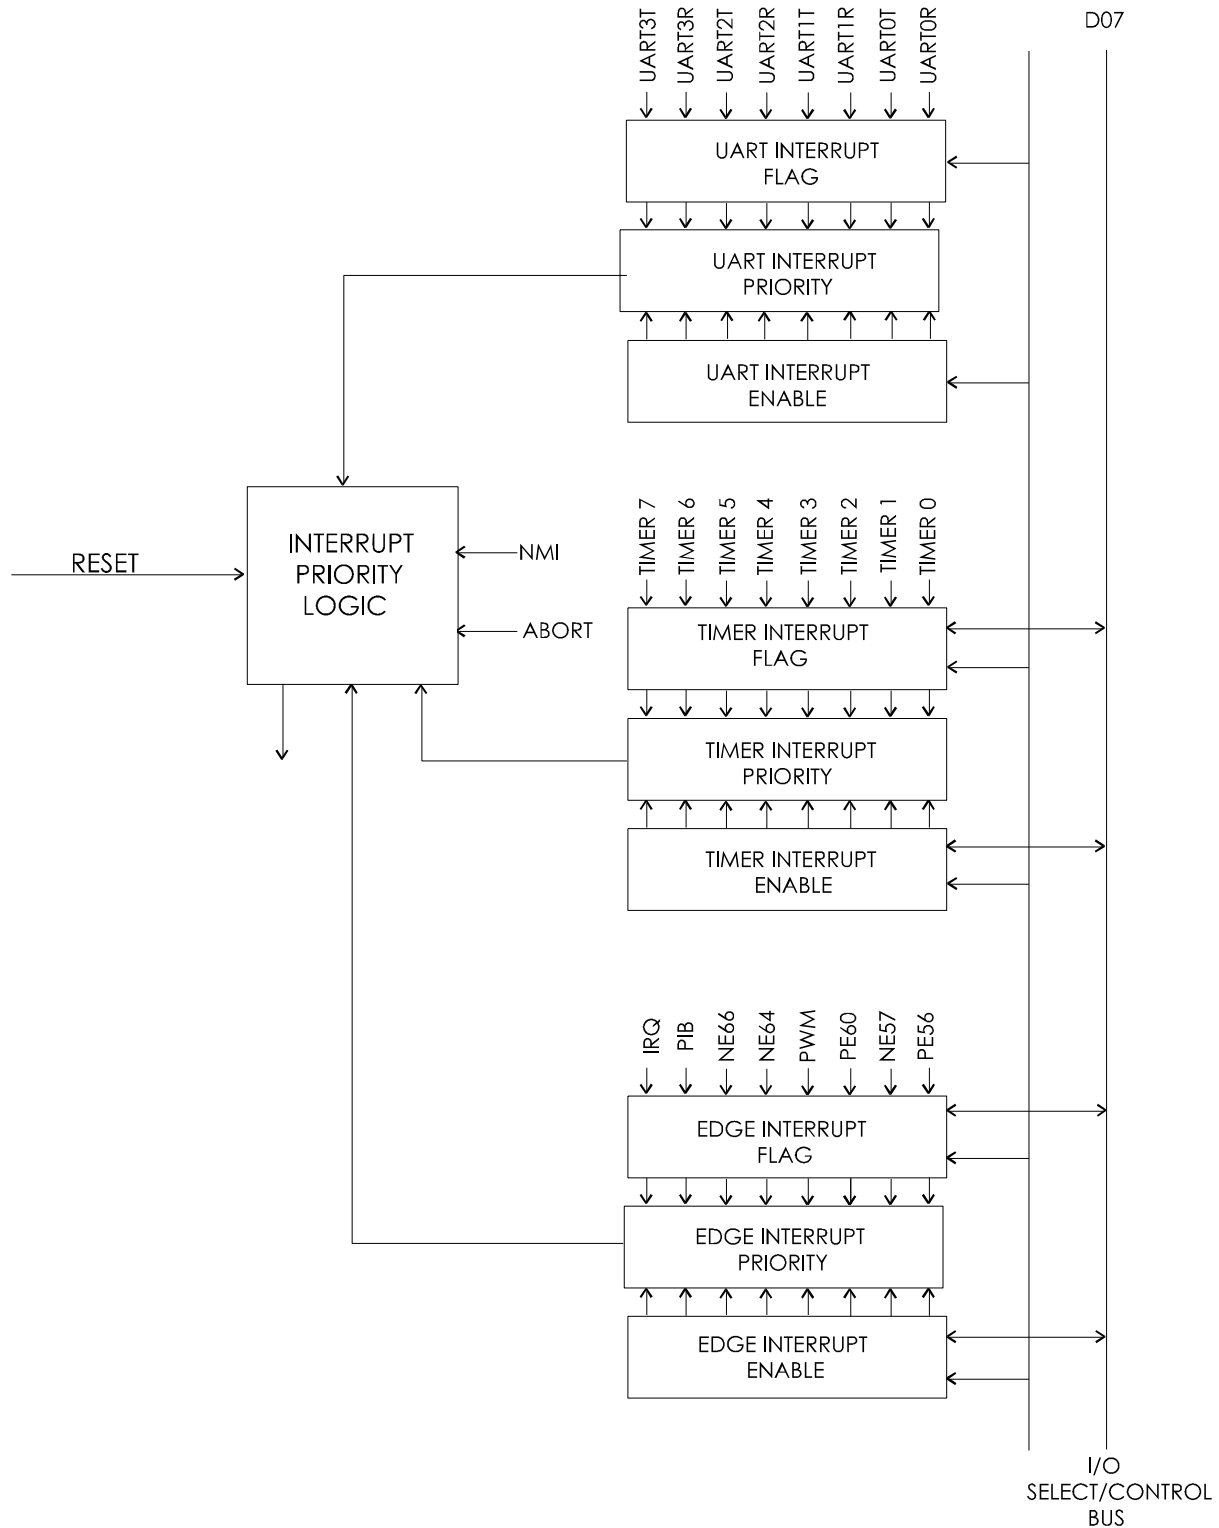 D07
UART3T
UART3R
UART2T
UART2R
UART1T
UART1R
UART0T
UART0R
UART INTERRUPT
FLAG
UART INTERRUPT
PRIORITY
UART INTERRUPT
ENABLE
RESET
INTERRUPT
PRIORITY
LOGIC
NMI
ABORT
TIMER 7
TIMER 6
TIMER 5
TIMER 4
TIMER 3
TIMER 2
TIMER 1
TIMER 0
TIMER INTERRUPT
FLAG
TIMER INTERRUPT
PRIORITY
TIMER INTERRUPT
ENABLE
IRQ
PIB
NE66
NE64
PWM
PE60
NE57
PE56
EDGE INTERRUPT
FLAG
EDGE INTERRUPT
PRIORITY
EDGE INTERRUPT
ENABLE
I/O
SELECT/CONTROL
BUS